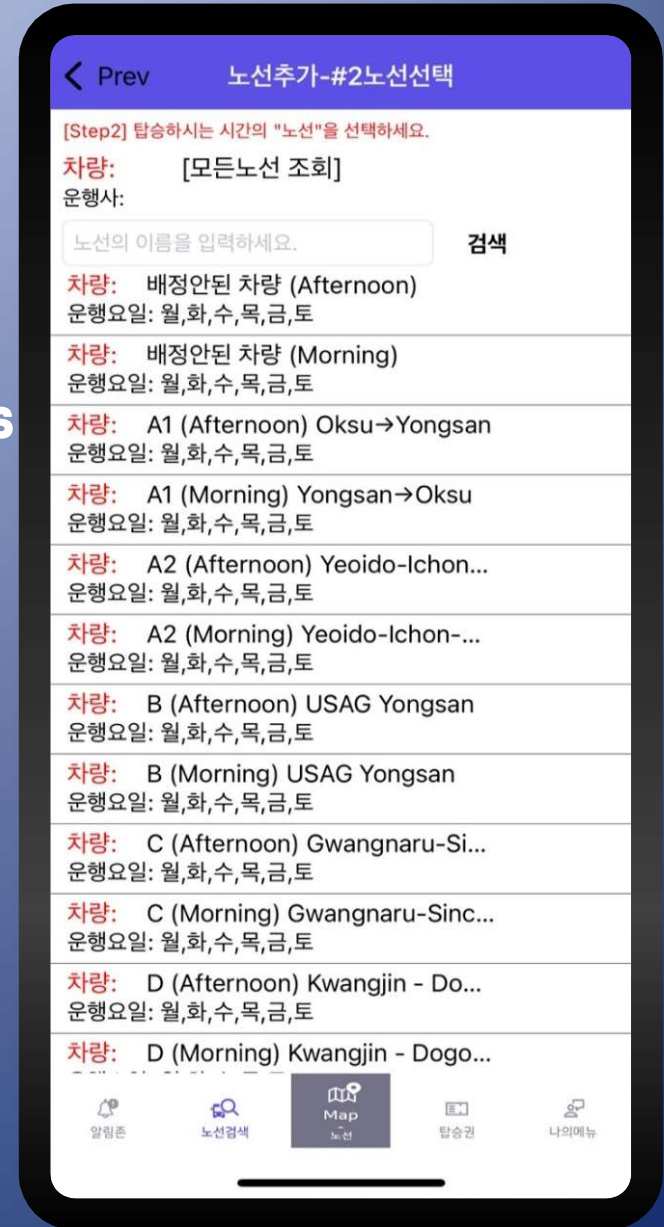 Prev 노선추가-#2노선선택
[Step2] 탑승하시는 시간의 "노선"을 선택하세요.
차량: [모든노선 조회]
운행사:
노선의 이름을 입력하세요. 검색
차량: 배정안된 차량 (Afternoon)
운행요일: 월,화,수,목,금,토
차량: 배정안된 차량 (Morning)
운행요일: 월,화,수,목,금,토
s
차량: A1 (Afternoon) Oksu→Yongsan
운행요일: 월,화,수,목,금,토
차량: A1 (Morning) Yongsan→Oksu
운행요일: 월,화,수,목,금,토
차량: A2 (Afternoon) Yeoido-Ichon...
운행요일: 월,화,수,목,금,토
차량: A2 (Morning) Yeoido-Ichon-...
운행요일: 월,화,수,목,금,토
차량: B (Afternoon) USAG Yongsan
운행요일: 월,화,수,목,금,토
차량: B (Morning) USAG Yongsan
운행요일: 월,화,수,목,금,토
차량: C (Afternoon) Gwangnaru-Si...
운행요일: 월,화,수,목,금,토
차량: C (Morning) Gwangnaru-Sinc...
운행요일: 월,화,수,목,금,토
차량: D (Afternoon) Kwangjin - Do...
운행요일: 월,화,수,목,금,토
차량: D (Morning) Kwangjin - Dogo...
알림존 노선검색 Map 탑승권 나의메뉴
-
노선